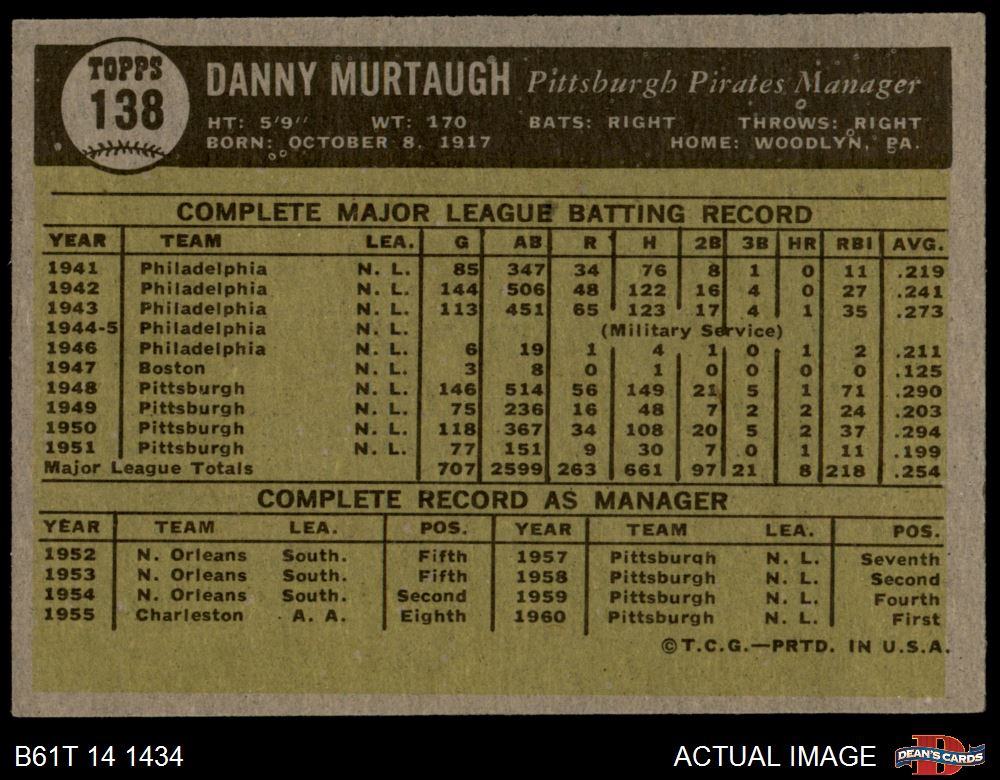 TOPPS
138
DANNY MURTAUGH Pittsburgh Pirates Manager
HT: 5'9" WT: 170 BATS: RIGHT THROWS: RIGHT
BORN: OCTOBER 8, 1917 HOME: WOODLYN, PA.
COMPLETE MAJOR LEAGUE BATTING RECORD
YEAR TEAM LEA. G AB R H 2B 3B HR RBI AVG.
1941 Philadelphia N. L. 85 347 34 76 8 1 0 11 .219
1942 Philadelphia N. L. 144 506 48 122 16 4 0 27 .241
1943 Philadelphia N. L. 113 451 65 123 17 4 1 35 .273
1944-5 Philadelphia N. L. (Military Service)
1946 Philadelphia N. L. 6 19 1 4 1 0 1 2 .211
1947 Boston N. L. 3 8 0 1 0 0 0 0 .125
1948 Pittsburgh N. L. 146 514 56 149 21 5 1 71 .290
1949 Pittsburgh N. L. 75 236 16 48 7 2 2 24 .203
1950 Pittsburgh N. L. 118 367 34 108 20 5 2 37 .294
1951 Pittsburgh N. L. 77 151 9 30 7 0 1 11 .199
Major League Totals 707 2599 263 661 97 21 8 218 .254
COMPLETE RECORD AS MANAGER
YEAR TEAM LEA. POS. YEAR TEAM LEA. POS.
1952 N. Orleans South. Fifth 1957 Pittsburgh N. L. Seventh
1953 N. Orleans South. Fifth 1958 Pittsburgh N. L. Second
1954 N. Orleans South. Second 1959 Pittsburgh N. L. Fourth
1955 Charleston A. A. Eighth 1960 Pittsburgh N. L. First
©T.C.G.—PRTD. IN U.S.A.
B61T 14 1434 ACTUAL IMAGE DEAN'S CARDS